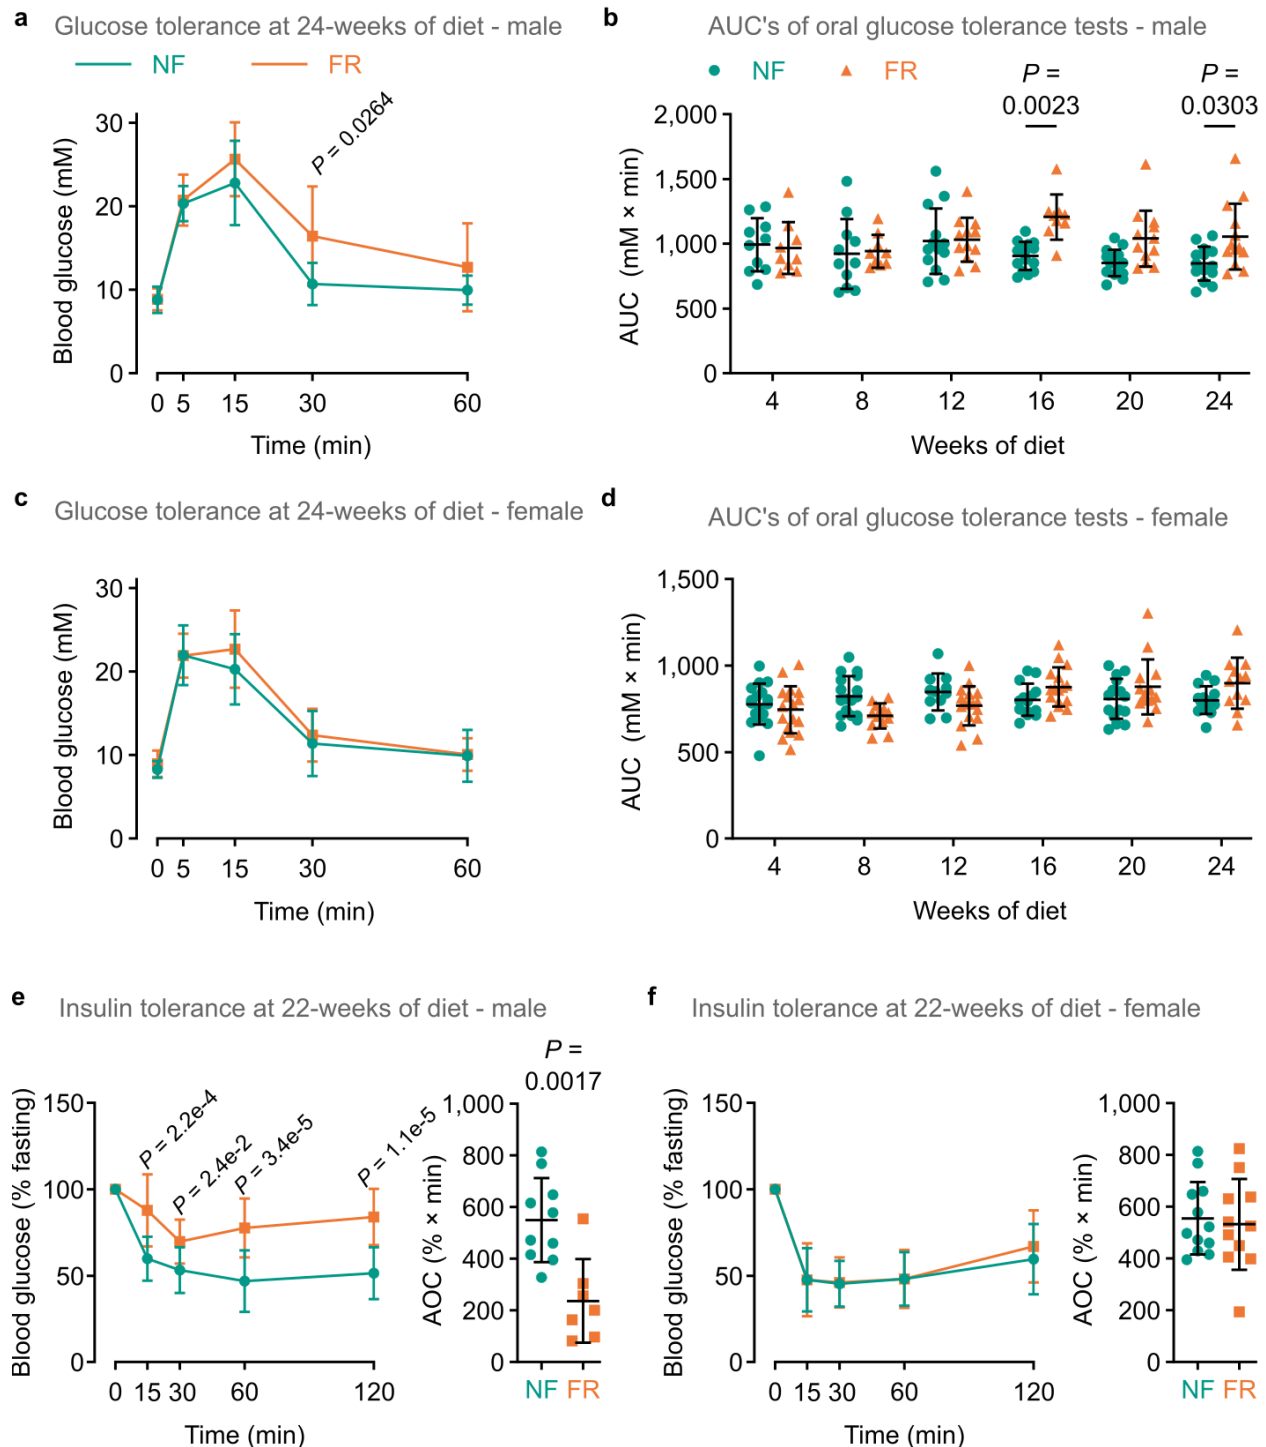 a
Glucose tolerance at 24-weeks of diet - male
NF
FR
Blood glucose (mM)
30
20
10
0
P = 0.0264
0 5 15 30 60
Time (min)
b
AUC's of oral glucose tolerance tests - male
NF
FR
P =
0.0023
P =
0.0303
AUC (mM × min)
2,000
1,500
1,000
500
0
4 8 12 16 20 24
Weeks of diet
c
Glucose tolerance at 24-weeks of diet - female
Blood glucose (mM)
30
20
10
0
0 5 15 30 60
Time (min)
d
AUC's of oral glucose tolerance tests - female
AUC (mM × min)
1,500
1,000
500
0
4 8 12 16 20 24
Weeks of diet
e
Insulin tolerance at 22-weeks of diet - male
Blood glucose (% fasting)
150
100
50
0
P = 2.2e-4
P = 2.4e-2
P = 3.4e-5
P = 1.1e-5
0 15 30 60 120
Time (min)
P =
0.0017
AOC (% × min)
1,000
800
600
400
200
0
NF FR
f
Insulin tolerance at 22-weeks of diet - female
Blood glucose (% fasting)
150
100
50
0
0 15 30 60 120
Time (min)
AOC (% × min)
1,000
800
600
400
200
0
NF FR